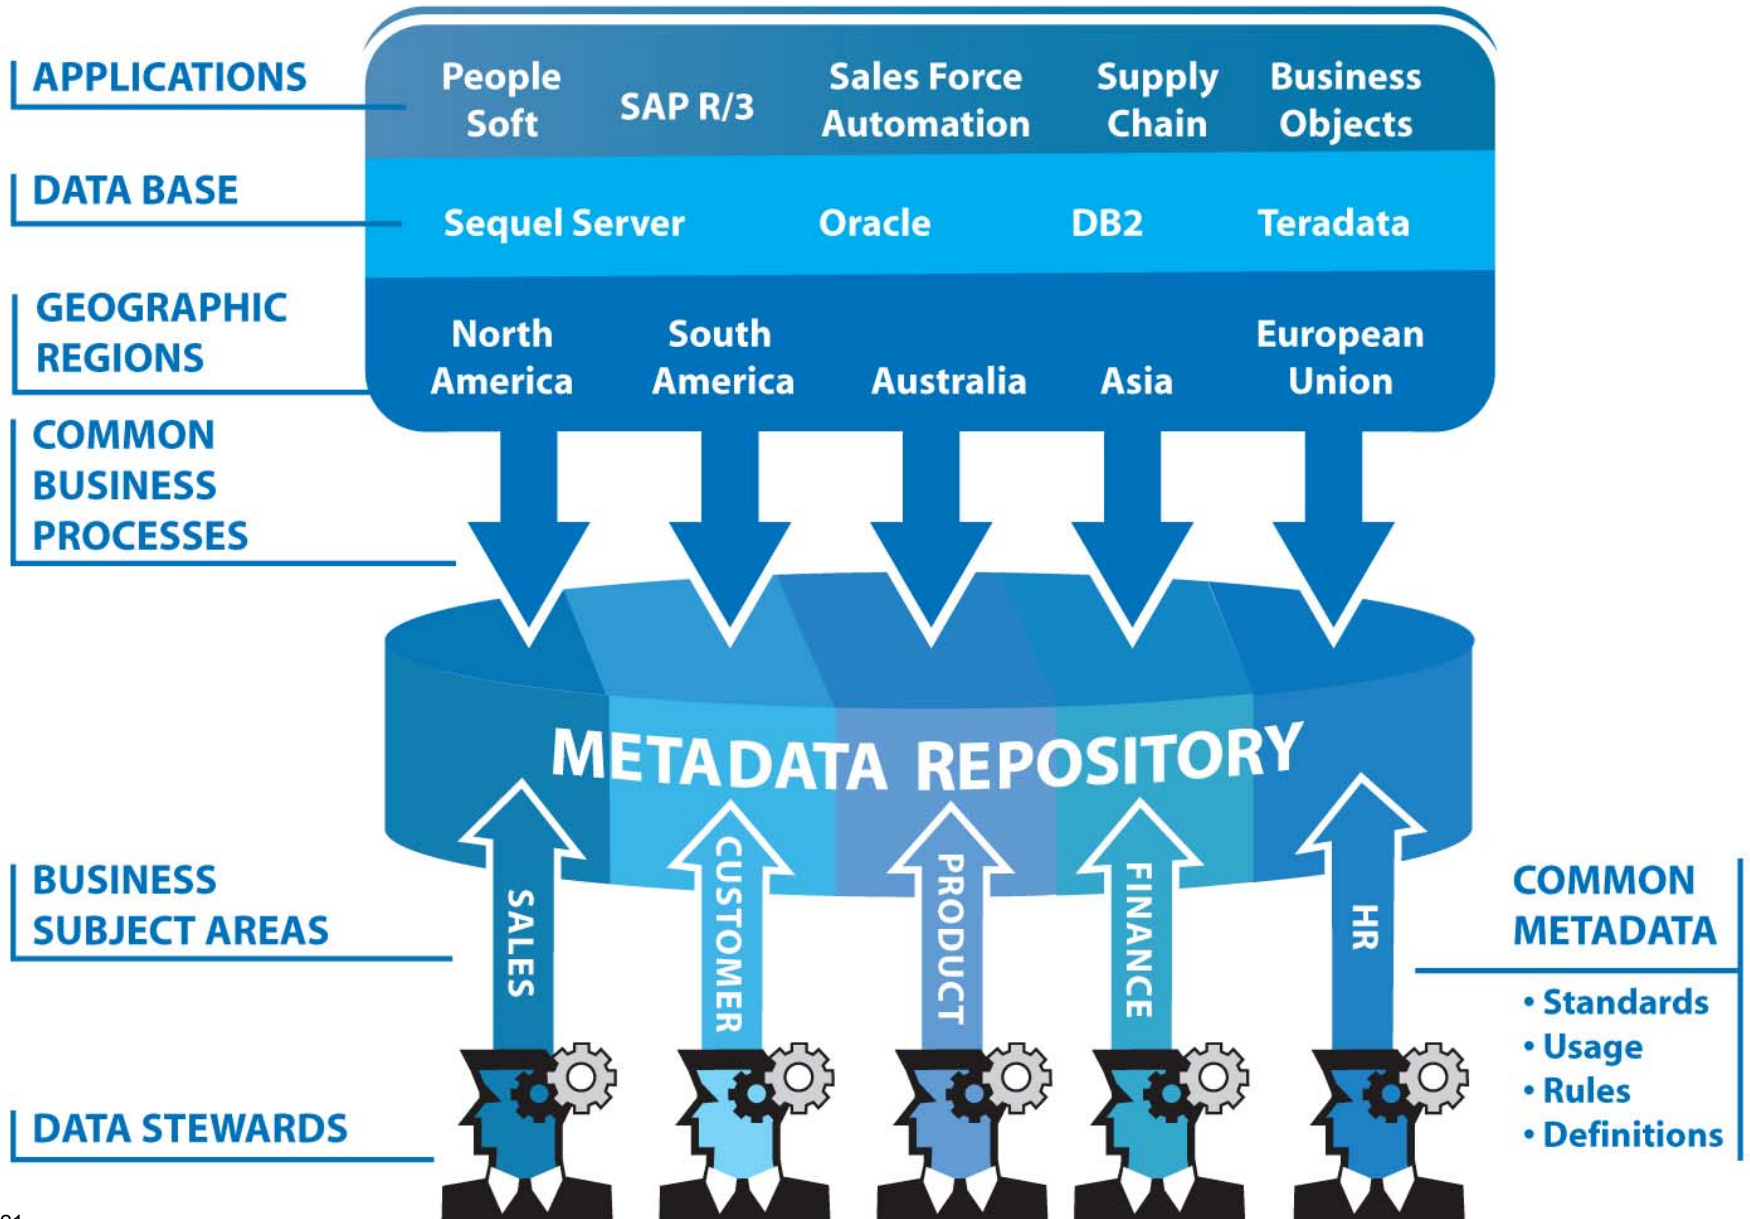 APPLICATIONS
People
Soft
SAP R/3
Sales Force
Automation
Supply
Chain
Business
Objects
DATA BASE
Sequel Server
Oracle
DB2
Teradata
GEOGRAPHIC
REGIONS
North
America
South
America
Australia
Asia
European
Union
COMMON
BUSINESS
PROCESSES
METADATA REPOSITORY
BUSINESS
SUBJECT AREAS
SALES
CUSTOMER
PRODUCT
FINANCE
HR
COMMON
METADATA
• Standards
• Usage
• Rules
• Definitions
DATA STEWARDS